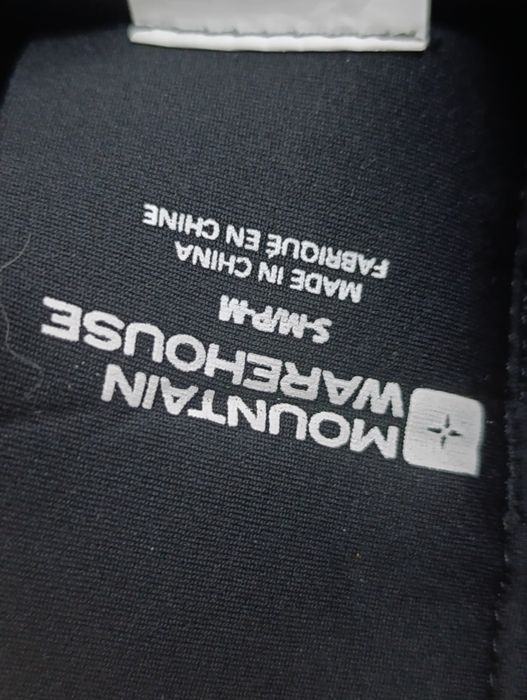 MOUNTAIN
WAREHOUSE
S-M/P-M
MADE IN CHINA
FABRIQUÉ EN CHINE